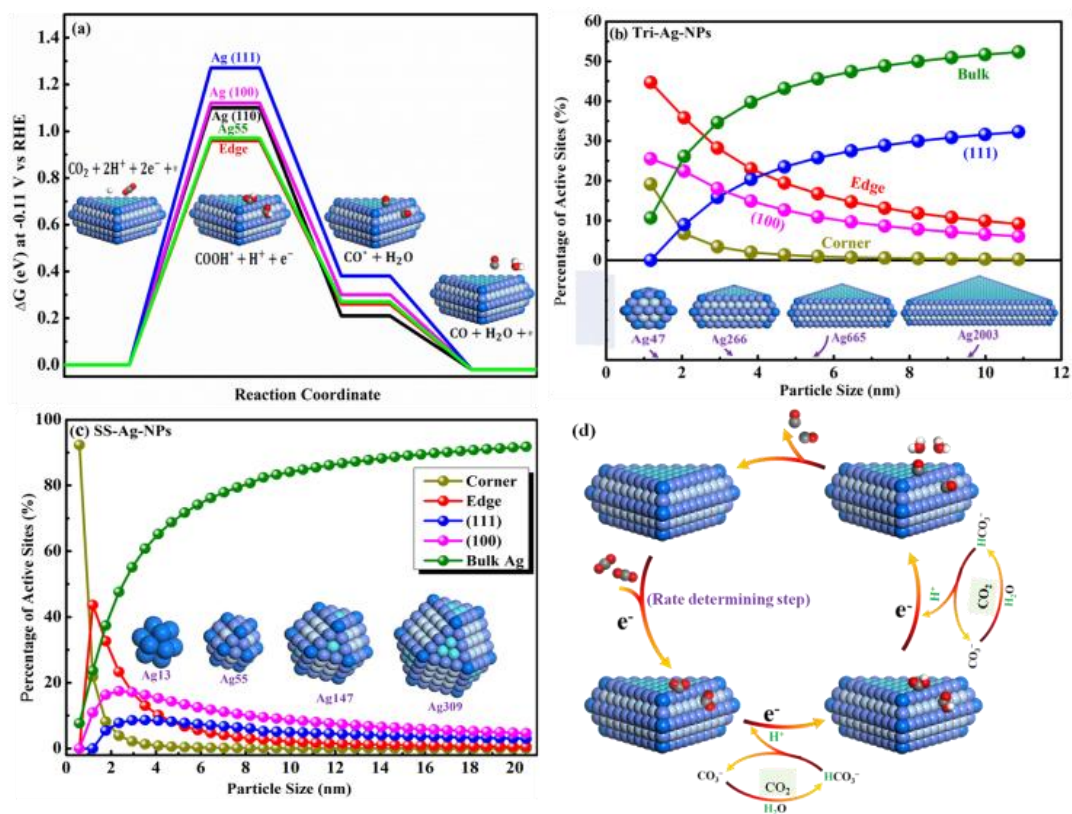 (a)
ΔG (eV) at -0.11 V vs RHE
1.4
1.2
1.0
0.8
0.6
0.4
0.2
0.0
Ag (111)
Ag (100)
Ag (110)
Ag55
Edge
CO₂ + 2H⁺ + 2e⁻ +*
COOH* + H⁺ + e⁻
CO* + H₂O
CO + H₂O +*
Reaction Coordinate
(b) Tri-Ag-NPs
Percentage of Active Sites (%)
60
50
40
30
20
10
0
Bulk
(111)
Edge
(100)
Corner
Ag47
Ag266
Ag665
Ag2003
0 2 4 6 8 10 12
Particle Size (nm)
(c) SS-Ag-NPs
Percentage of Active Sites (%)
100
80
60
40
20
0
Corner
Edge
(111)
(100)
Bulk Ag
Ag13
Ag55
Ag147
Ag309
0 2 4 6 8 10 12 14 16 18 20
Particle Size (nm)
(d)
(Rate determining step)
e⁻
e⁻
H⁺
CO₃⁻
CO₂
HCO₃⁻
H₂O
e⁻
H⁺
HCO₃⁻
CO₂
H₂O
CO₃⁻